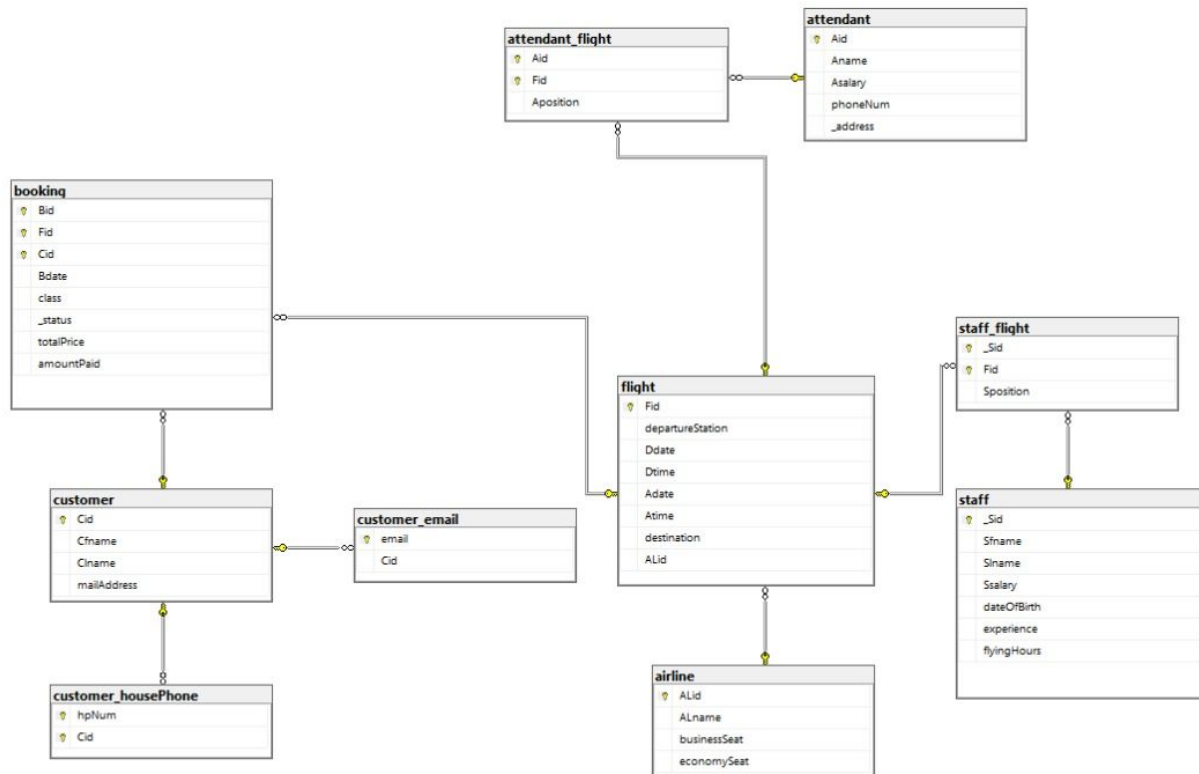 attendant_flight
Aid
Fid
Aposition
attendant
Aid
Aname
Asalary
phoneNum
_address
booking
Bid
Fid
Cid
Bdate
class
_status
totalPrice
amountPaid
flight
Fid
departureStation
Ddate
Dtime
Adate
Atime
destination
ALid
staff_flight
_Sid
Fid
Sposition
customer
Cid
Cfname
Clname
mailAddress
customer_email
email
Cid
staff
_Sid
Sfname
Slname
Ssalary
dateOfBirth
experience
flyingHours
customer_housePhone
hpNum
Cid
airline
ALid
ALname
businessSeat
economySeat